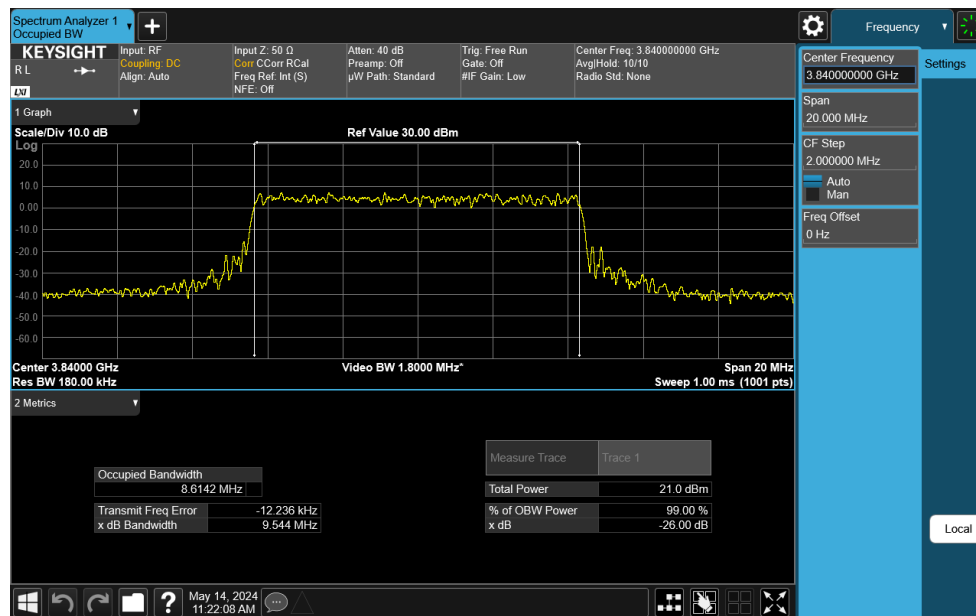 Spectrum Analyzer 1
Occupied BW
+
Frequency
KEYSIGHT
R L
LXI
Input: RF
Coupling: DC
Align: Auto
Input Z: 50 Ω
Corr CCorr RCal
Freq Ref: Int (S)
NFE: Off
Atten: 40 dB
Preamp: Off
µW Path: Standard
Trig: Free Run
Gate: Off
#IF Gain: Low
Center Freq: 3.840000000 GHz
Avg|Hold: 10/10
Radio Std: None
Center Frequency
3.840000000 GHz
Settings
Span
20.000 MHz
CF Step
2.000000 MHz
Auto
Man
Freq Offset
0 Hz
1 Graph
Scale/Div 10.0 dB
Ref Value 30.00 dBm
Log
20.0
10.0
0.00
-10.0
-20.0
-30.0
-40.0
-50.0
-60.0
Center 3.84000 GHz
Video BW 1.8000 MHz*
Span 20 MHz
Res BW 180.00 kHz
Sweep 1.00 ms (1001 pts)
2 Metrics
Measure Trace
Trace 1
Occupied Bandwidth
8.6142 MHz
Total Power
21.0 dBm
Transmit Freq Error
-12.236 kHz
% of OBW Power
99.00 %
x dB Bandwidth
9.544 MHz
x dB
-26.00 dB
Local
?
May 14, 2024
11:22:08 AM